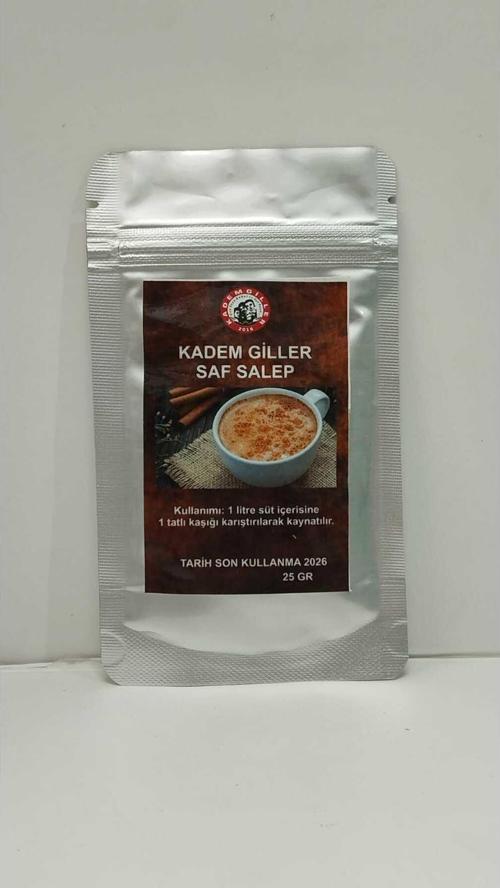 KADEMGİLLER
2016
KADEM GİLLER
SAF SALEP
Kullanımı: 1 litre süt içerisine
1 tatlı kaşığı karıştırılarak kaynatılır.
TARİH SON KULLANMA 2026
25 GR